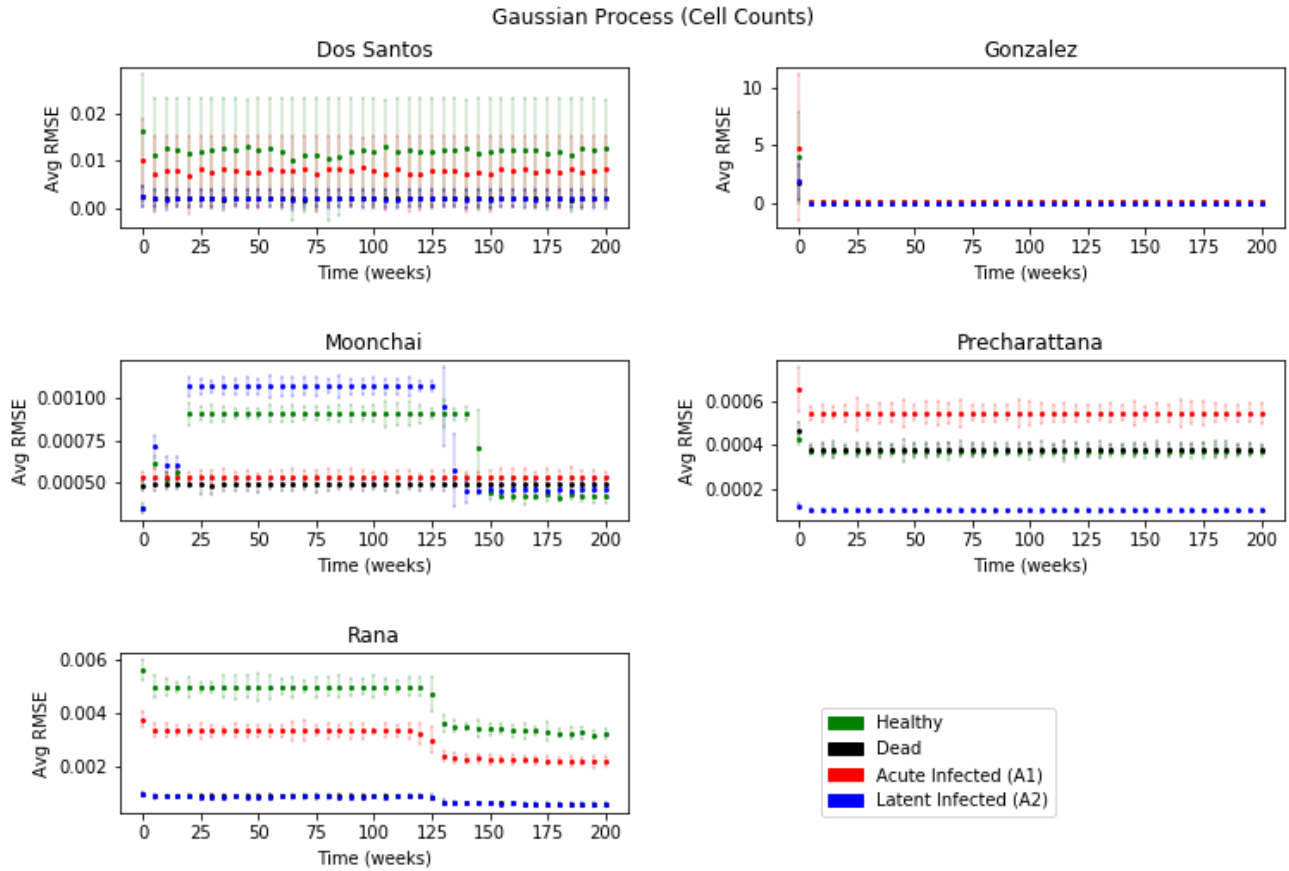 Gaussian Process (Cell Counts)
Dos Santos
Avg RMSE
0.02
0.01
0.00
0 25 50 75 100 125 150 175 200
Time (weeks)
Gonzalez
Avg RMSE
10
5
0
0 25 50 75 100 125 150 175 200
Time (weeks)
Moonchai
Avg RMSE
0.00100
0.00075
0.00050
0 25 50 75 100 125 150 175 200
Time (weeks)
Precharattana
Avg RMSE
0.0006
0.0004
0.0002
0 25 50 75 100 125 150 175 200
Time (weeks)
Rana
Avg RMSE
0.006
0.004
0.002
0 25 50 75 100 125 150 175 200
Time (weeks)
Healthy
Dead
Acute Infected (A1)
Latent Infected (A2)